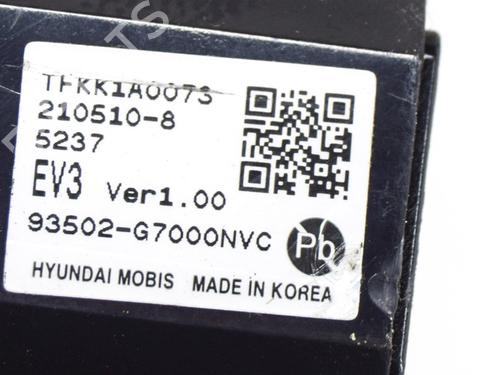 TFKK1A0073
210510-8
5237
EV3 Ver1.00
93502-G7000NVC
Pb
HYUNDAI MOBIS MADE IN KOREA